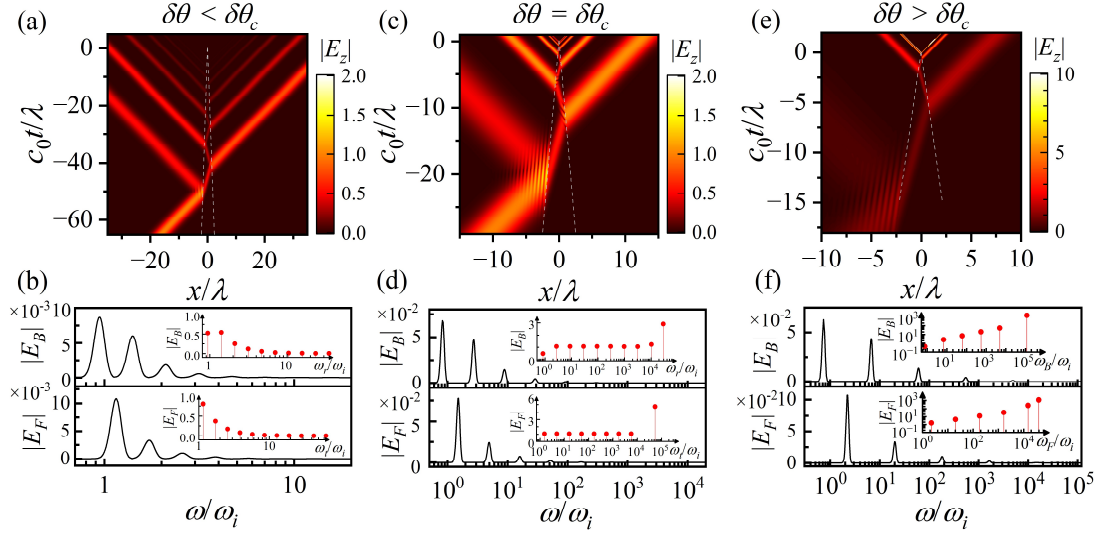 (a) δθ < δθc (c) δθ = δθc (e) δθ > δθc
|Ez| |Ez| |Ez|
0 −20 −40 −60 c0t/λ 2.0 1.5 1.0 0.5 0.0
0 −10 −20 c0t/λ 2.0 1.5 1.0 0.5 0.0
0 −5 −10 −15 c0t/λ 10 5 0
−20 0 20 −10 0 10 −10 −5 0 5 10
x/λ x/λ x/λ
(b) ×10⁻³ 10 5 0 |EB|
1.0 0.5 0.0 |EB| 1 10 ωr/ωi
×10⁻³ 10 5 0 |EF|
1.0 0.5 0.0 |EF| 1 10 ωr/ωi
1 10
ω/ωi
(d) ×10⁻² 5 0 |EB|
3 0 |EB| 10⁰ 10¹ 10² 10³ 10⁴ ωr/ωi
×10⁻² 10 5 0 |EF|
6 3 0 |EF| 10⁰ 10¹ 10² 10³ 10⁴ 10⁵ ωr/ωi
10⁰ 10¹ 10² 10³ 10⁴
ω/ωi
(f) ×10⁻² 5 0 |EB|
10³ 10¹ 10⁻¹ |EB| 10¹ 10³ 10⁵ ωB/ωi
×10⁻² 10 5 0 |EF|
10³ 10¹ 10⁻¹ |EF| 10⁰ 10² 10⁴ ωF/ωi
10⁰ 10¹ 10² 10³ 10⁴ 10⁵
ω/ωi